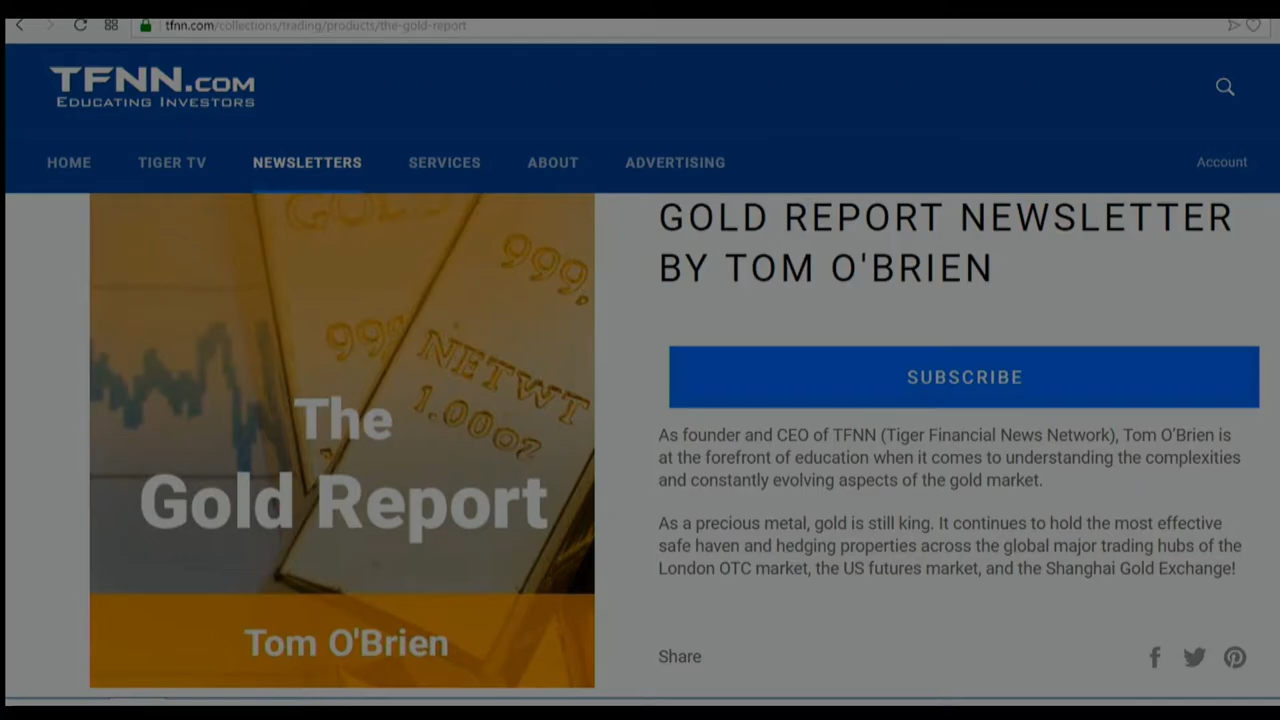 tfnn.com/collections/trading/products/the-gold-report
TFNN.COM
EDUCATING INVESTORS
HOME TIGER TV NEWSLETTERS SERVICES ABOUT ADVERTISING Account
GOLD
999.
999
NET WT
1.00oz
The
Gold Report
Tom O'Brien
GOLD REPORT NEWSLETTER
BY TOM O'BRIEN
SUBSCRIBE
As founder and CEO of TFNN (Tiger Financial News Network), Tom O’Brien is
at the forefront of education when it comes to understanding the complexities
and constantly evolving aspects of the gold market.
As a precious metal, gold is still king. It continues to hold the most effective
safe haven and hedging properties across the global major trading hubs of the
London OTC market, the US futures market, and the Shanghai Gold Exchange!
Share